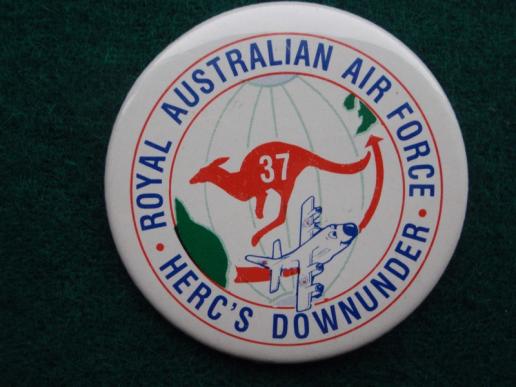 ROYAL AUSTRALIAN AIR FORCE
37
HERC'S DOWNUNDER